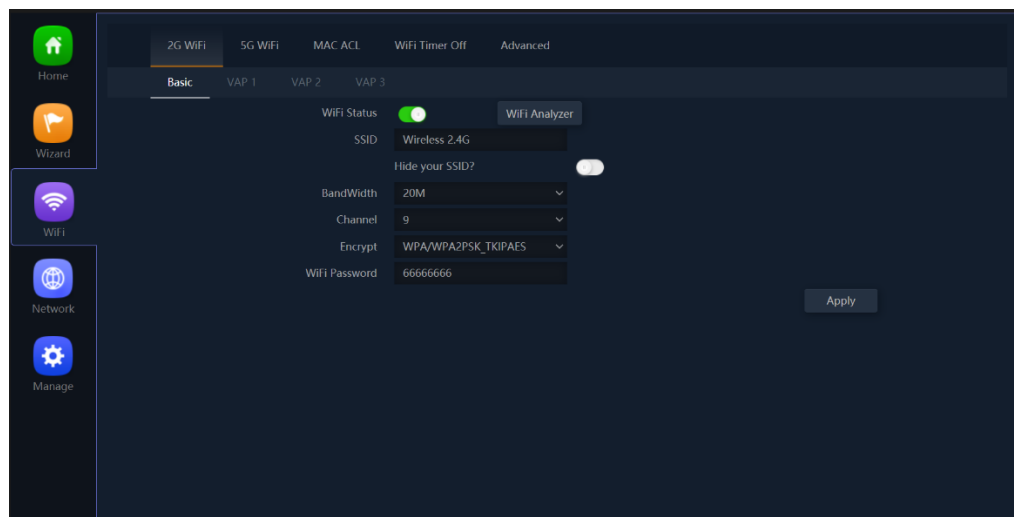 2G WiFi 5G WiFi MAC ACL WiFi Timer Off Advanced
Home
Basic VAP 1 VAP 2 VAP 3
WiFi Status WiFi Analyzer
SSID Wireless 2.4G
Wizard
Hide your SSID?
BandWidth 20M
Channel 9
WiFi
Encrypt WPA/WPA2PSK_TKIPAES
WiFi Password 66666666
Apply
Network
Manage